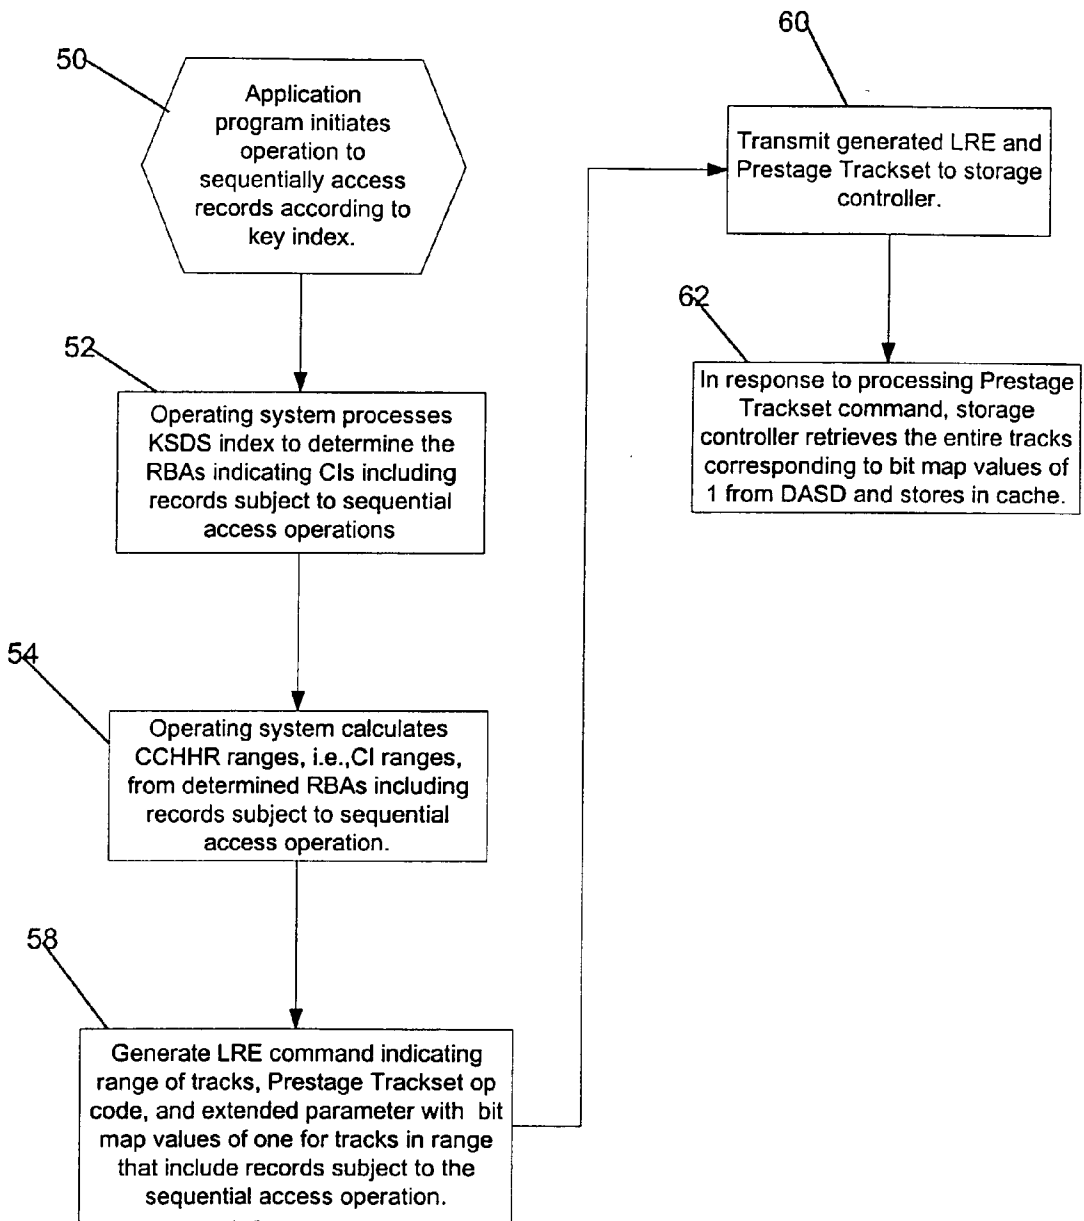 50
Application
program initiates
operation to
sequentially access
records according to
key index.
52
Operating system processes
KSDS index to determine the
RBAs indicating CIs including
records subject to sequential
access operations
54
Operating system calculates
CCHHR ranges, i.e.,CI ranges,
from determined RBAs including
records subject to sequential
access operation.
58
Generate LRE command indicating
range of tracks, Prestage Trackset op
code, and extended parameter with bit
map values of one for tracks in range
that include records subject to the
sequential access operation.
60
Transmit generated LRE and
Prestage Trackset to storage
controller.
62
In response to processing Prestage
Trackset command, storage
controller retrieves the entire tracks
corresponding to bit map values of
1 from DASD and stores in cache.